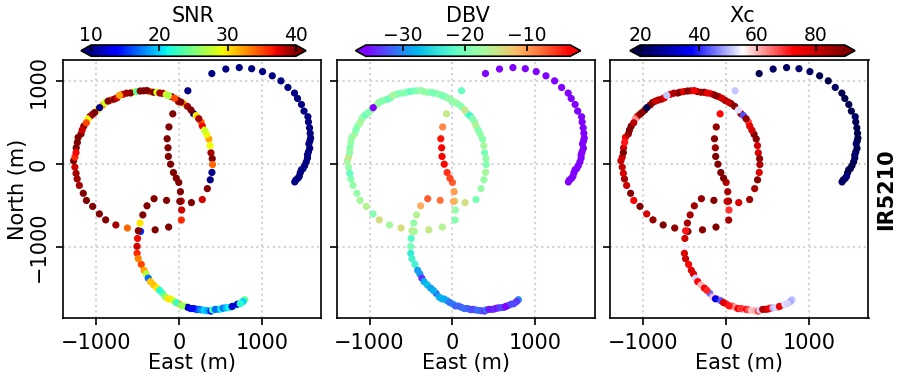 SNR DBV Xc
10 20 30 40 −30 −20 −10 20 40 60 80
1000
0
−1000
North (m)
IR5210
−1000 0 1000 −1000 0 1000 −1000 0 1000
East (m) East (m) East (m)